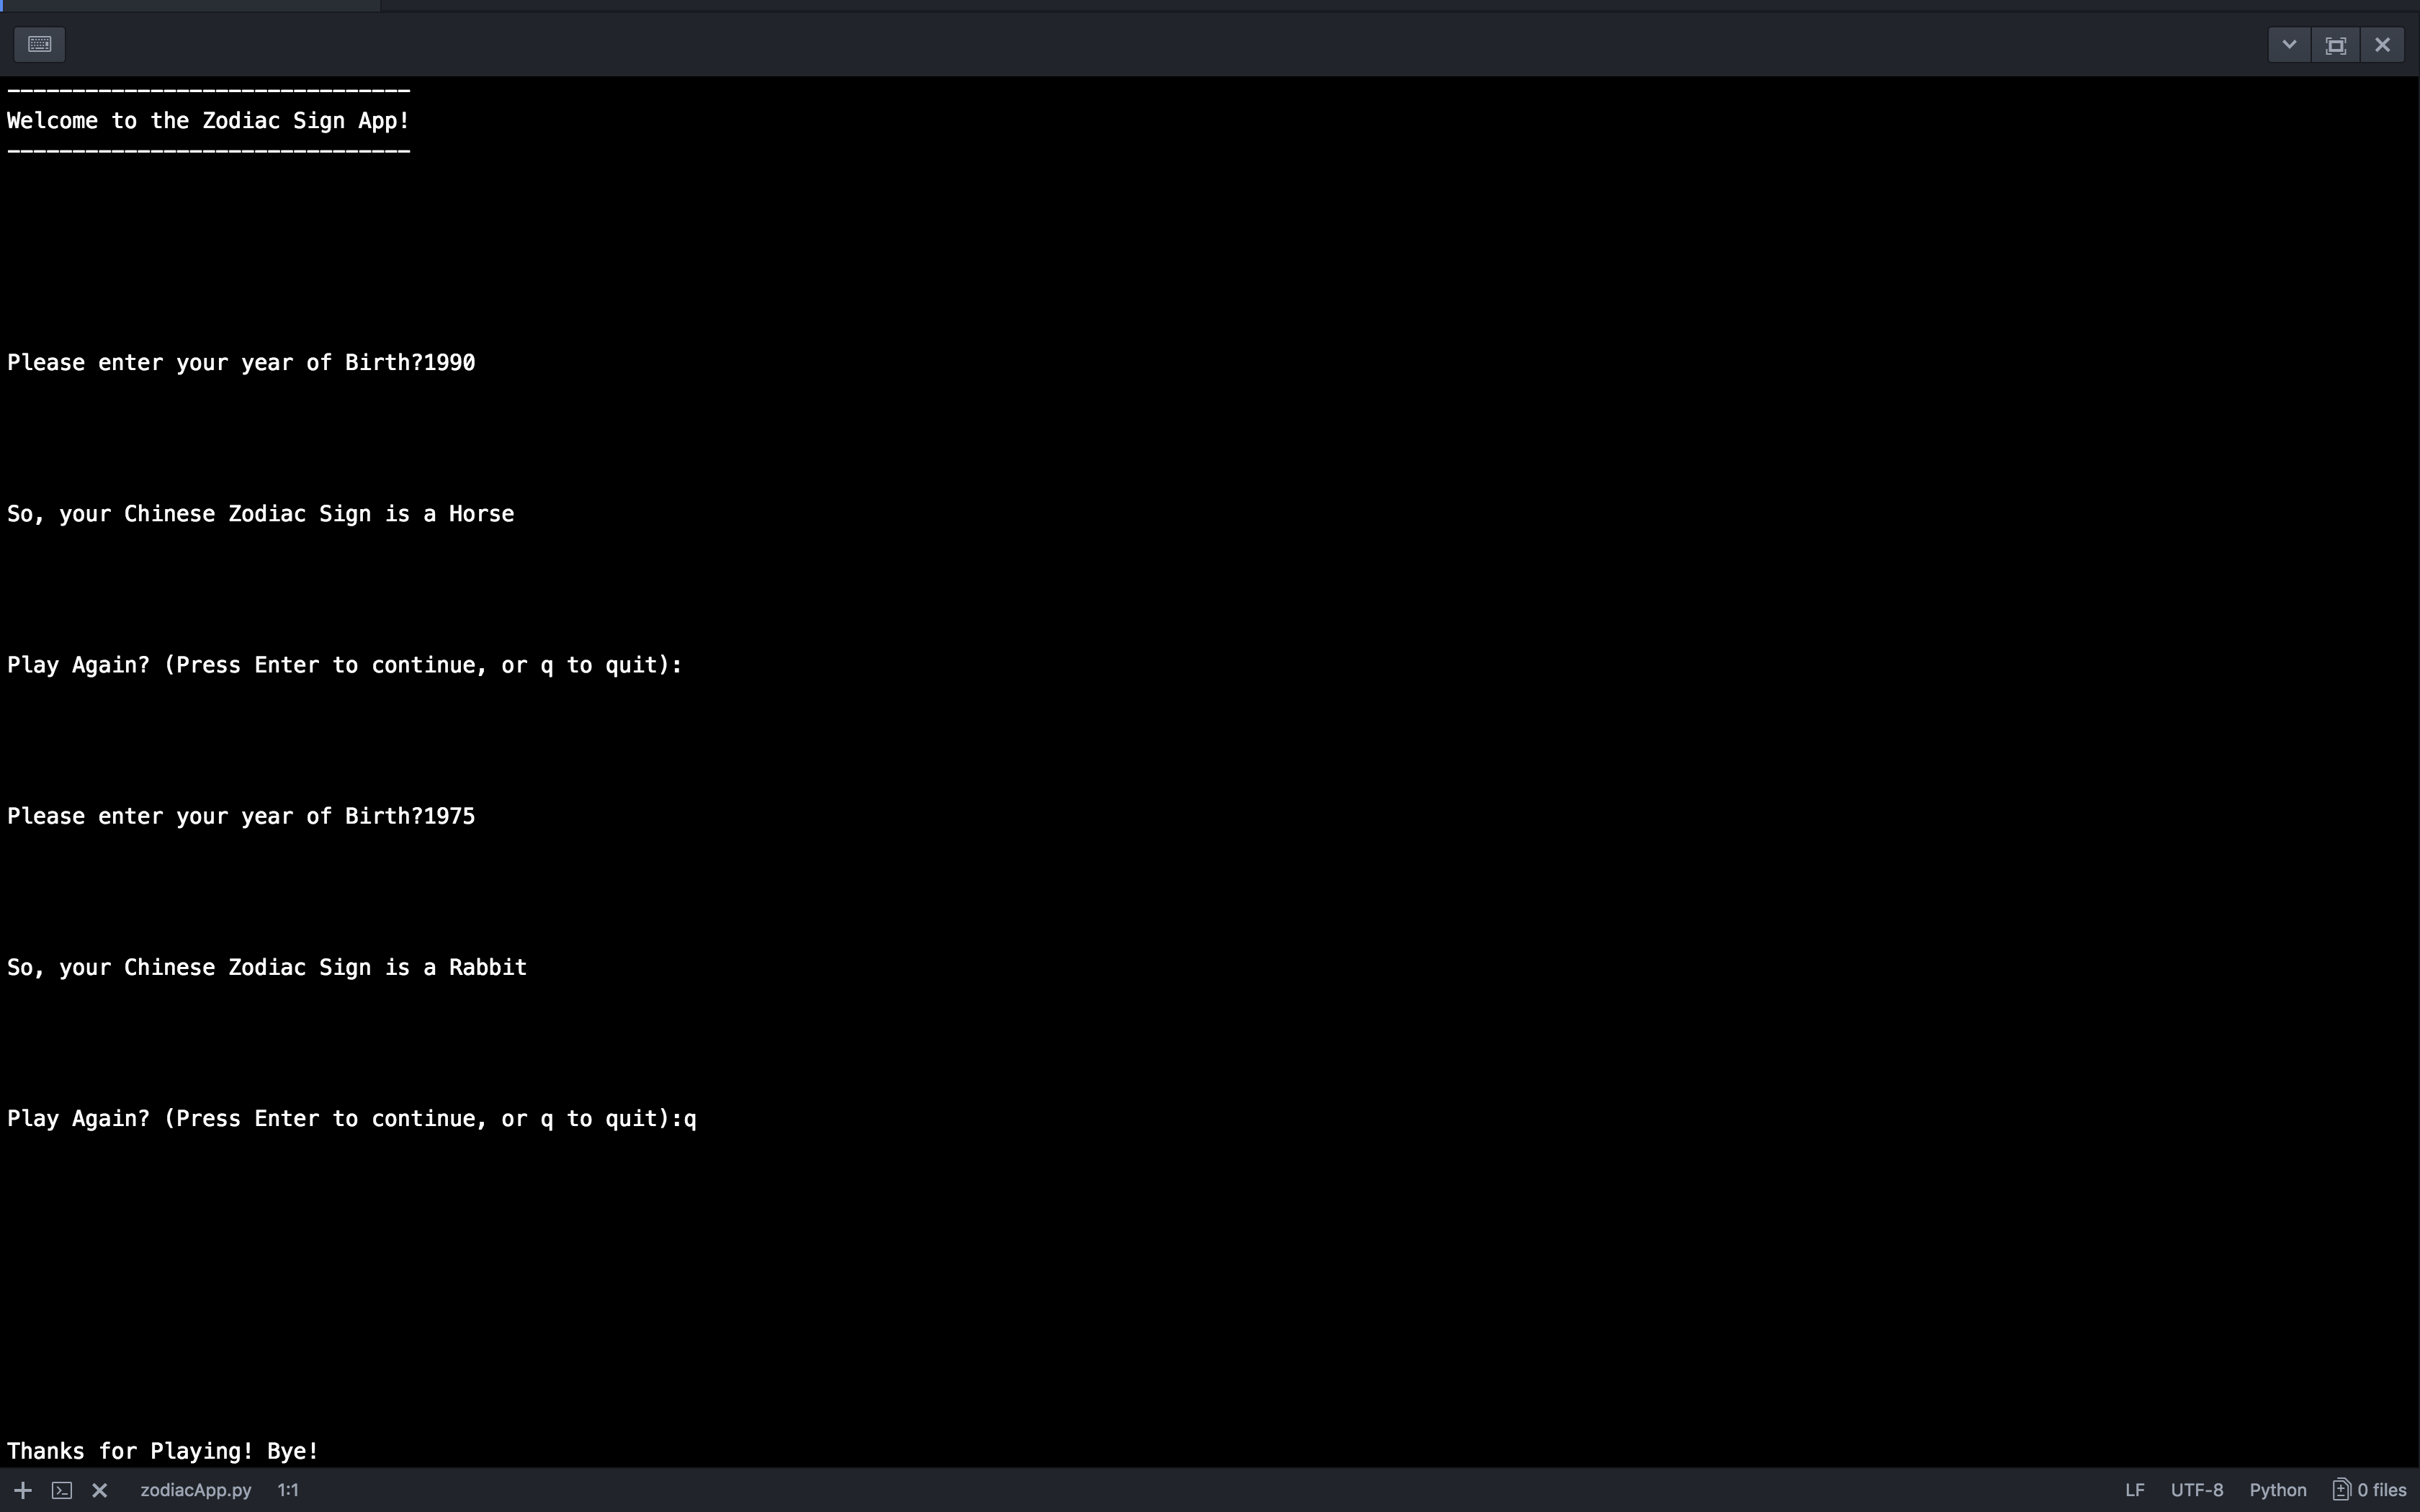 -------------------------------
Welcome to the Zodiac Sign App!
-------------------------------
Please enter your year of Birth?1990
So, your Chinese Zodiac Sign is a Horse
Play Again? (Press Enter to continue, or q to quit):
Please enter your year of Birth?1975
So, your Chinese Zodiac Sign is a Rabbit
Play Again? (Press Enter to continue, or q to quit):q
Thanks for Playing! Bye!
zodiacApp.py 1:1 LF UTF-8 Python 0 files